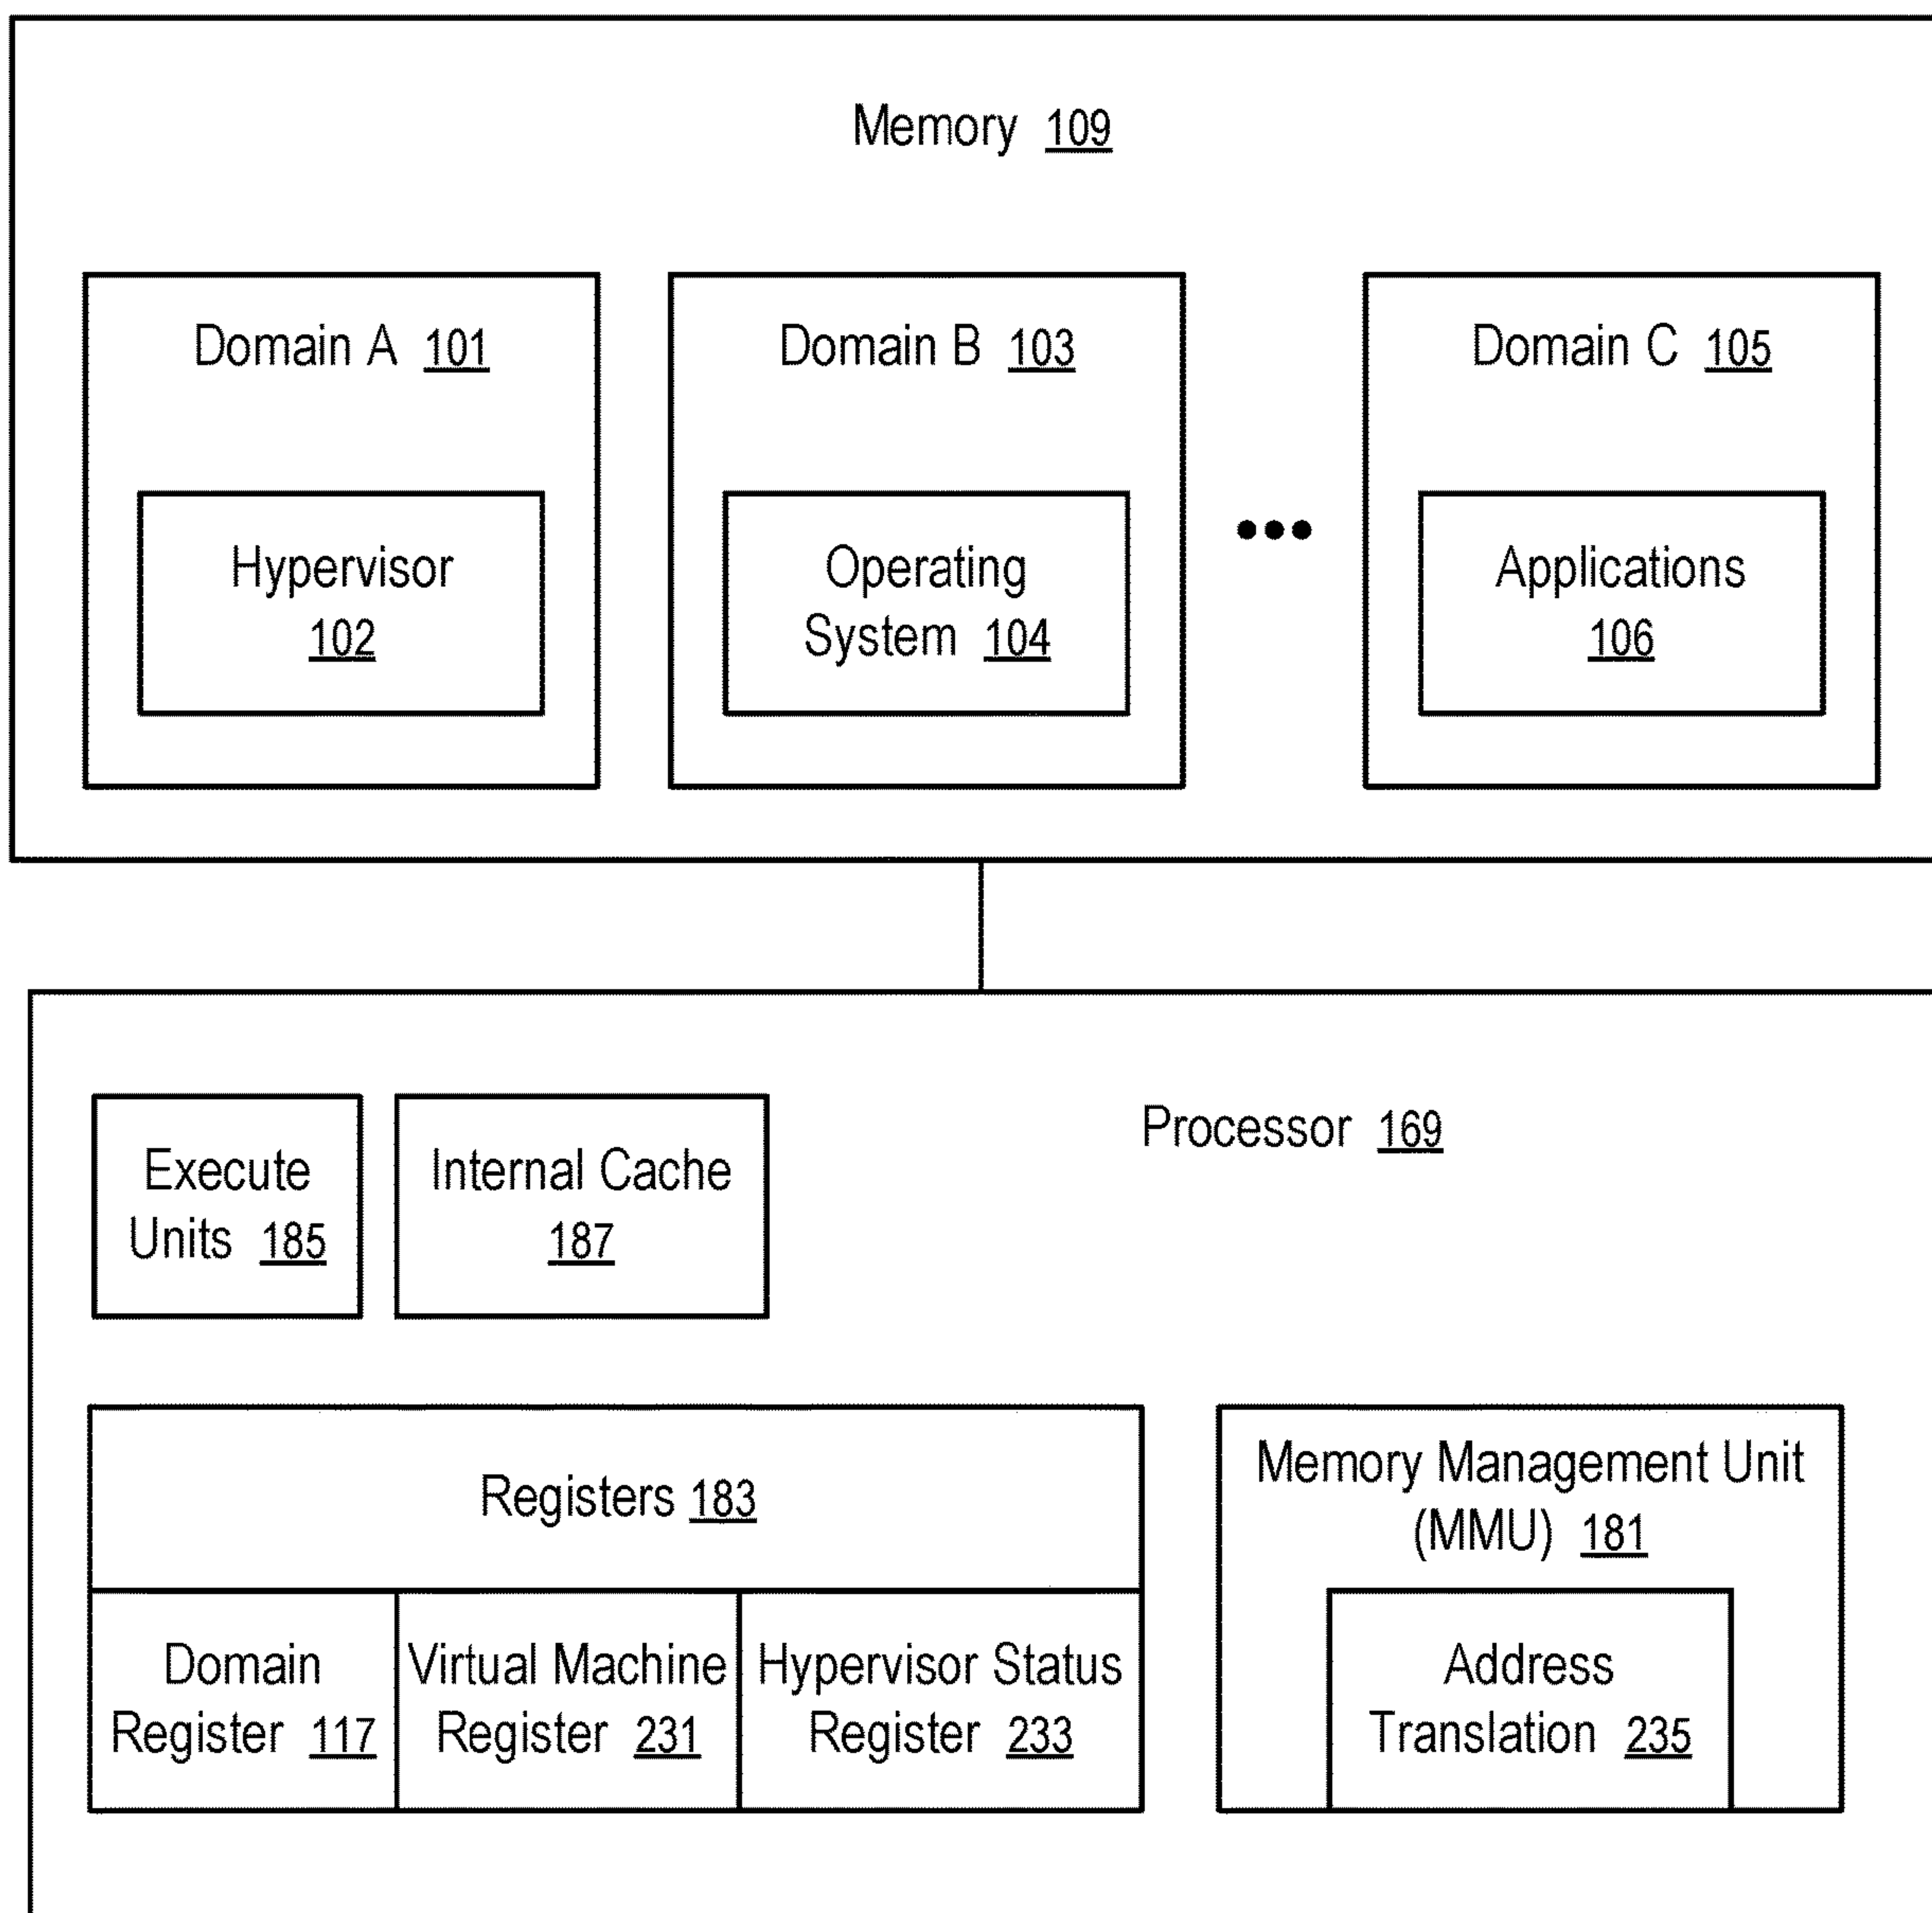 Memory 109
Domain A 101
Domain B 103
Domain C 105
Hypervisor
102
Operating
System 104
•••
Applications
106
Processor 169
Execute
Units 185
Internal Cache
187
Registers 183
Domain
Register 117
Virtual Machine
Register 231
Hypervisor Status
Register 233
Memory Management Unit
(MMU) 181
Address
Translation 235